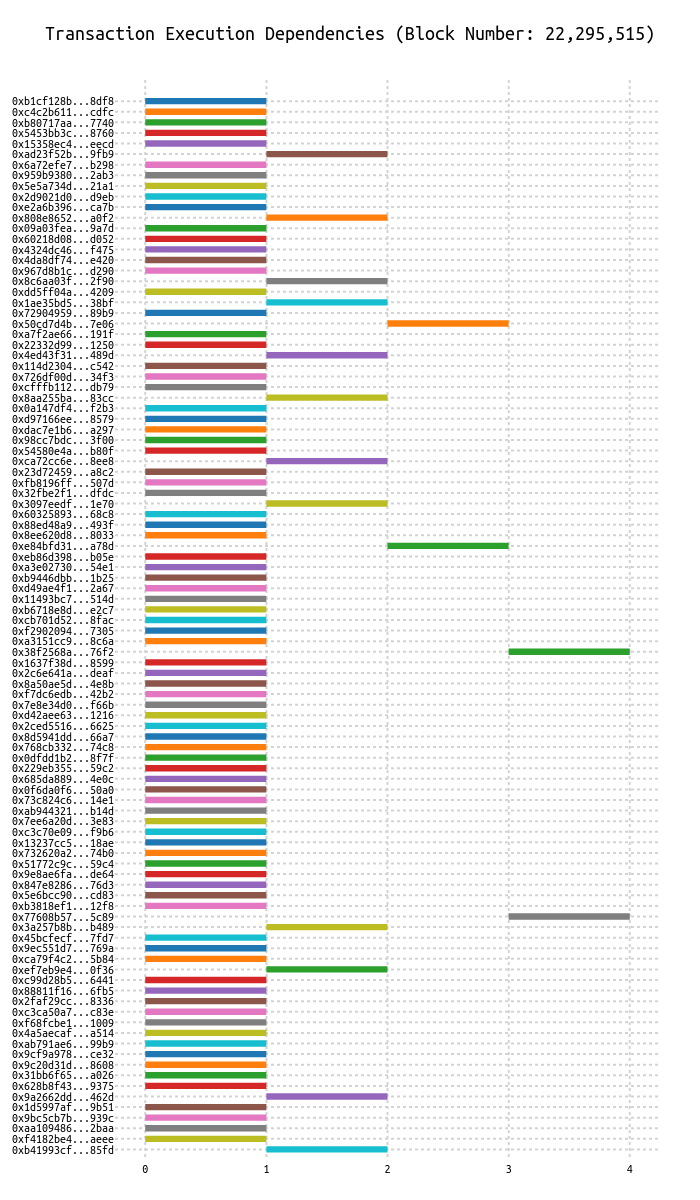 Transaction Execution Dependencies (Block Number: 22,295,515)
0xb1cf128b...8df8
0xc4c2b611...cdfc
0xb80717aa...7740
0x5453bb3c...8760
0x15358ec4...eecd
0xad23f52b...9fb9
0x6a72efe7...b298
0x959b9380...2ab3
0x5e5a734d...21a1
0x2d9021d0...d9eb
0xe2a6b396...ca7b
0x808e8652...a0f2
0x09a03fea...9a7d
0x60218d08...d052
0x4324dc46...f475
0x4da8df74...e420
0x967d8b1c...d290
0x8c6aa03f...2f90
0xdd5ff04a...4209
0x1ae35bd5...38bf
0x72904959...89b9
0x50cd7d4b...7e06
0xa7f2ae66...191f
0x22332d99...1250
0x4ed43f31...489d
0x114d2304...c542
0x726df00d...34f3
0xcfffb112...db79
0x8aa255ba...83cc
0x0a147df4...f2b3
0xd97166ee...8579
0xdac7e1b6...a297
0x98cc7bdc...3f00
0x54580e4a...b80f
0xca72cc6e...8ee8
0x23d72459...a8c2
0xfb8196ff...507d
0x32fbe2f1...dfdc
0x3097eedf...1e70
0x60325893...68c8
0x88ed48a9...493f
0x8ee620d8...8033
0xe84bfd31...a78d
0xeb86d398...b05e
0xa3e02730...54e1
0xb9446dbb...1b25
0xd49ae4f1...2a67
0x11493bc7...514d
0xb6718e8d...e2c7
0xcb701d52...8fac
0xf2902094...7305
0xa3151cc9...8c6a
0x38f2568a...76f2
0x1637f38d...8599
0x2c6e641a...deaf
0x8a50ae5d...4e8b
0xf7dc6edb...42b2
0x7e8e34d0...f66b
0xd42aee63...1216
0x2ced5516...6625
0x8d5941dd...66a7
0x768cb332...74c8
0x0dfdd1b2...8f7f
0x229eb355...59c2
0x685da889...4e0c
0x0f6da0f6...50a0
0x73c824c6...14e1
0xab944321...b14d
0x7ee6a20d...3e83
0xc3c70e09...f9b6
0x13237cc5...18ae
0x732620a2...74b0
0x51772c9c...59c4
0x9e8ae6fa...de64
0x847e8286...76d3
0x5e6bcc90...cd83
0xb3818ef1...12f8
0x77608b57...5c89
0x3a257b8b...b489
0x45bcfecf...7fd7
0x9ec551d7...769a
0xca79f4c2...5b84
0xef7eb9e4...0f36
0xc99d28b5...6441
0x88811f16...6fb5
0x2faf29cc...8336
0xc3ca50a7...c83e
0xf68fcbe1...1009
0x4a5aecaf...a514
0xab791ae6...99b9
0x9cf9a978...ce32
0x9c20d31d...8608
0x31bb6f65...a026
0x628b8f43...9375
0x9a2662dd...462d
0x1d5997af...9b51
0x9bc5cb7b...939c
0xaa109486...2baa
0xf4182be4...aeee
0xb41993cf...85fd
0 1 2 3 4